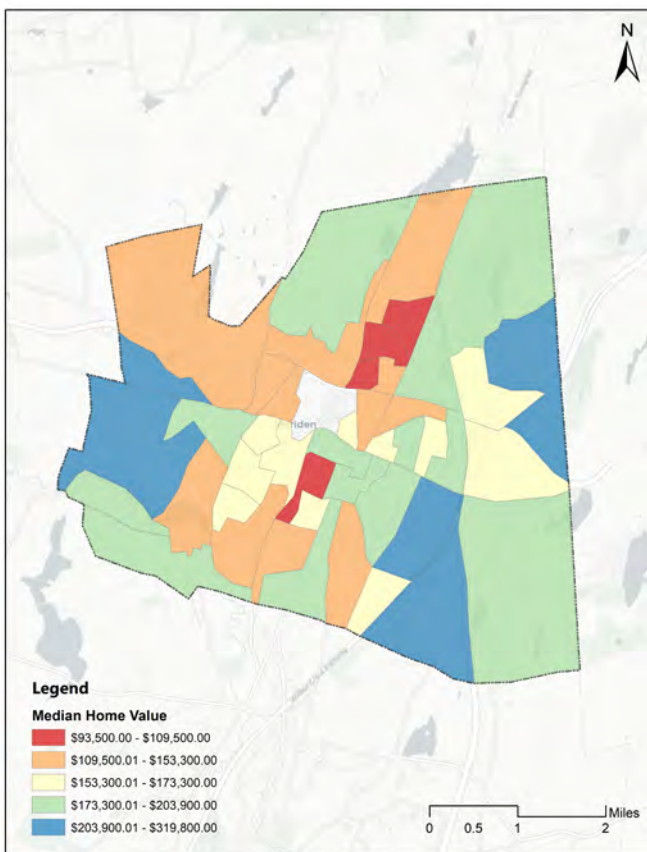 N
riden
Legend
Median Home Value
$93,500.00 - $109,500.00
$109,500.01 - $153,300.00
$153,300.01 - $173,300.00
$173,300.01 - $203,900.00
$203,900.01 - $319,800.00
Miles
0 0.5 1 2